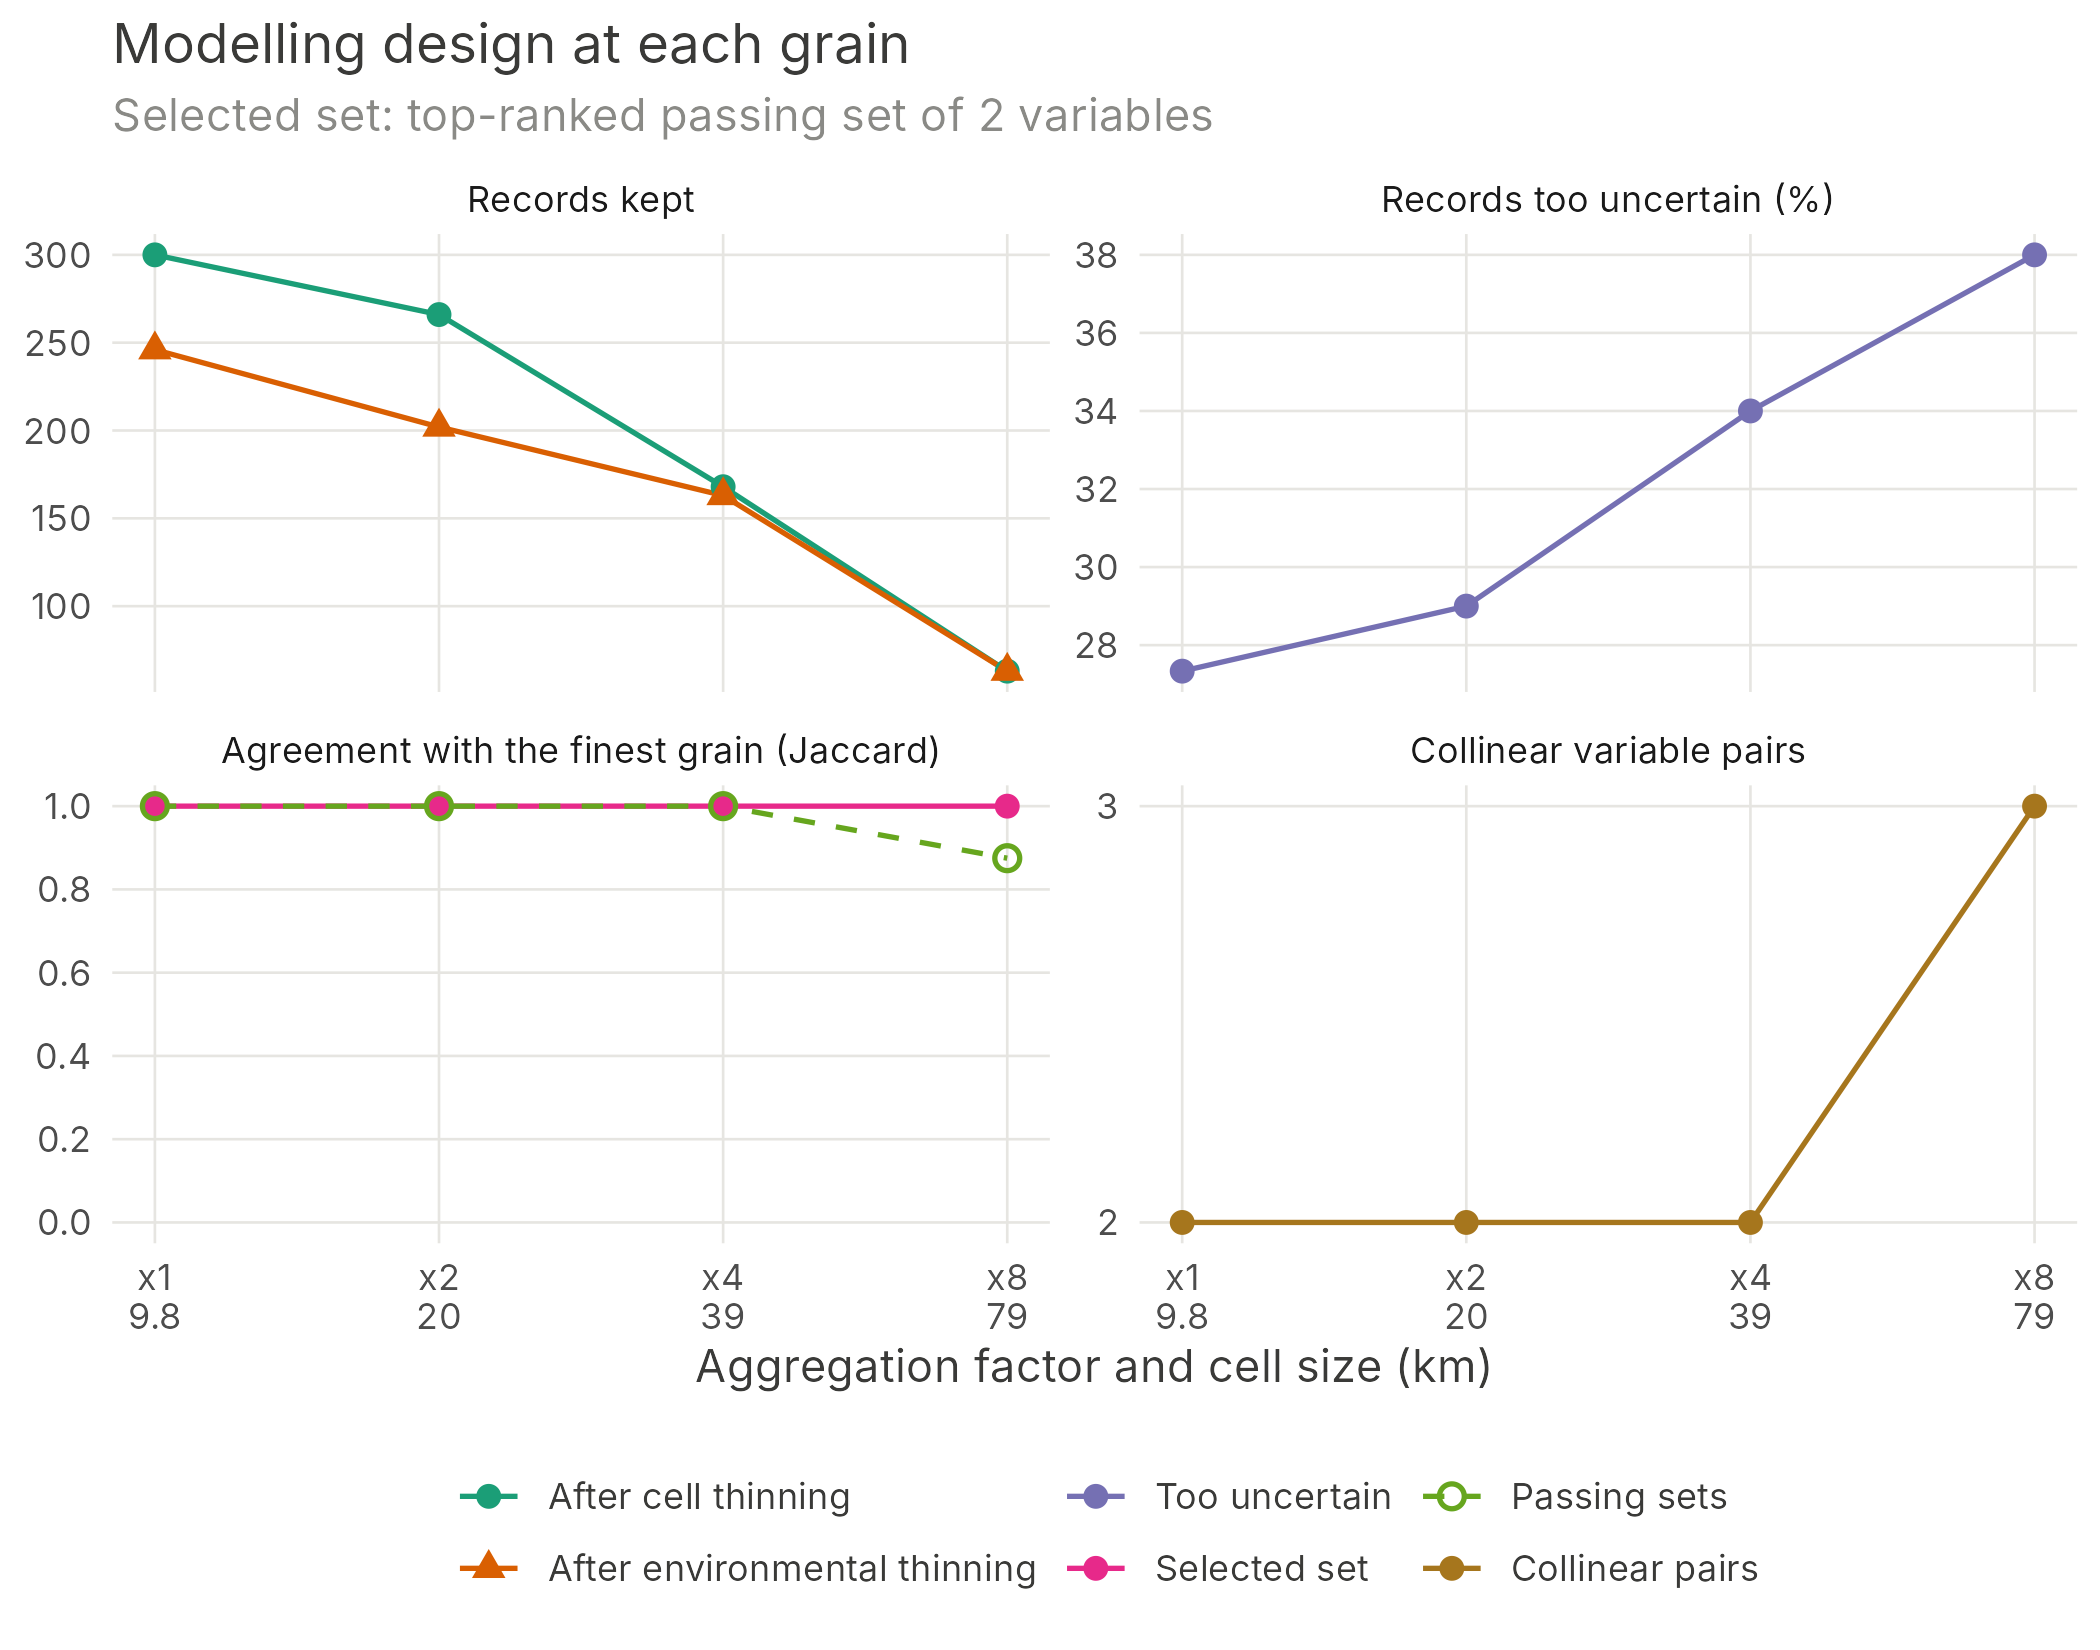 Modelling design at each grain
Selected set: top-ranked passing set of 2 variables
Records kept
300
250
200
150
100
Records too uncertain (%)
38
36
34
32
30
28
Agreement with the finest grain (Jaccard)
1.0
0.8
0.6
0.4
0.2
0.0
x1 x2 x4 x8
9.8 20 39 79
Collinear variable pairs
3
2
x1 x2 x4 x8
9.8 20 39 79
Aggregation factor and cell size (km)
After cell thinning Too uncertain Passing sets
After environmental thinning Selected set Collinear pairs